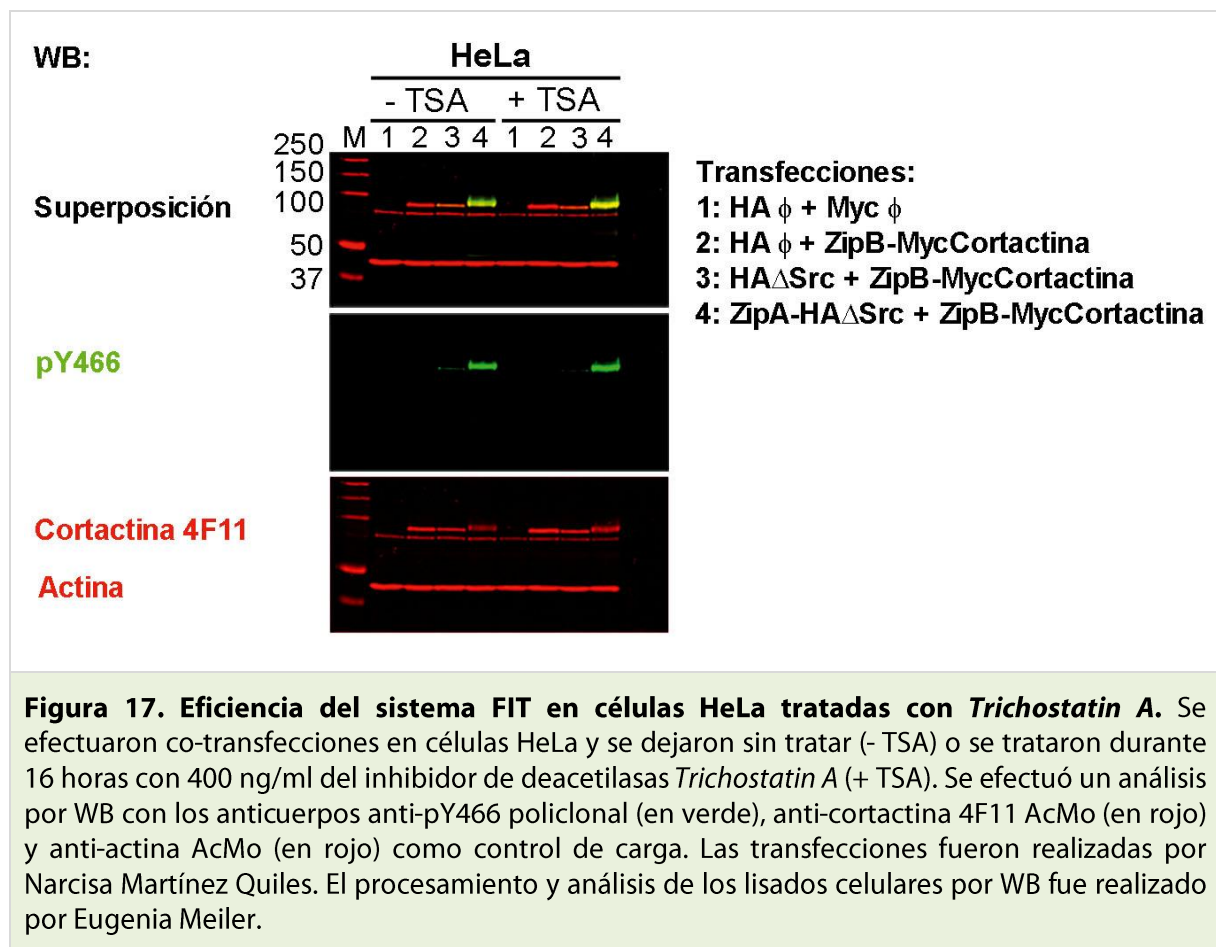 WB:
HeLa
- TSA + TSA
M 1 2 3 4 1 2 3 4
250
150
100
50
37
Superposición
pY466
Cortactina 4F11
Actina
Transfecciones:
1: HA ϕ + Myc ϕ
2: HA ϕ + ZipB-MycCortactina
3: HAΔSrc + ZipB-MycCortactina
4: ZipA-HAΔSrc + ZipB-MycCortactina
Figura 17. Eficiencia del sistema FIT en células HeLa tratadas con Trichostatin A. Se
efectuaron co-transfecciones en células HeLa y se dejaron sin tratar (- TSA) o se trataron durante
16 horas con 400 ng/ml del inhibidor de deacetilasas Trichostatin A (+ TSA). Se efectuó un análisis
por WB con los anticuerpos anti-pY466 policlonal (en verde), anti-cortactina 4F11 AcMo (en rojo)
y anti-actina AcMo (en rojo) como control de carga. Las transfecciones fueron realizadas por
Narcisa Martínez Quiles. El procesamiento y análisis de los lisados celulares por WB fue realizado
por Eugenia Meiler.